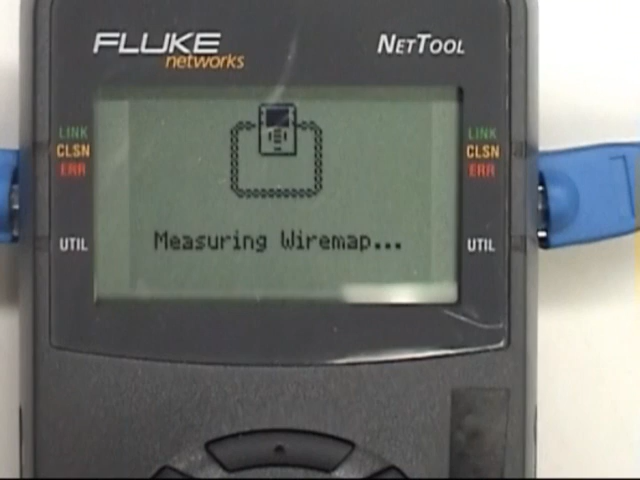 FLUKE
networks
NETTOOL
LINK
CLSN
ERR
UTIL
Measuring Wiremap...
LINK
CLSN
ERR
UTIL